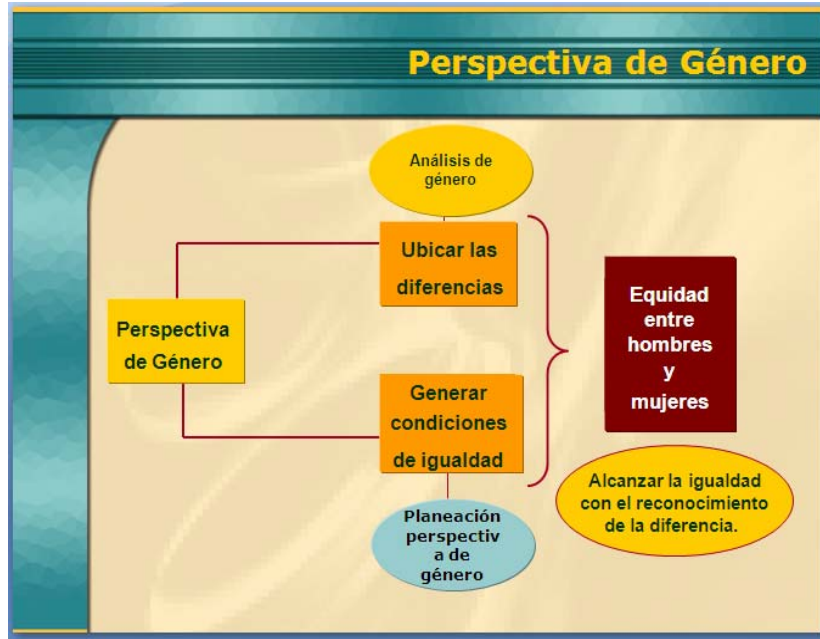 Perspectiva de Género
Análisis de
género
Ubicar las
diferencias
Perspectiva
de Género
Generar
condiciones
de igualdad
Planeación
perspectiv
a de
género
Equidad
entre
hombres
y
mujeres
Alcanzar la igualdad
con el reconocimiento
de la diferencia.